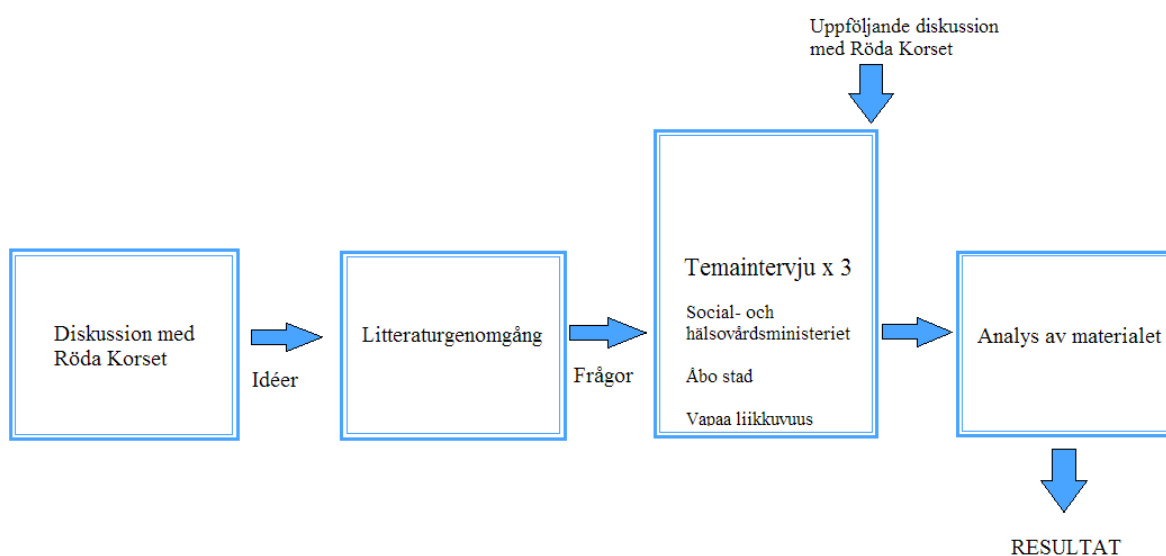 Uppföljande diskussion
med Röda Korset
Diskussion med
Röda Korset
Idéer
Litteraturgenomgång
Frågor
Temaintervju x 3
Social- och
hälsovårdsministeriet
Åbo stad
Vapaa liikkuvuus
Analys av materialet
RESULTAT